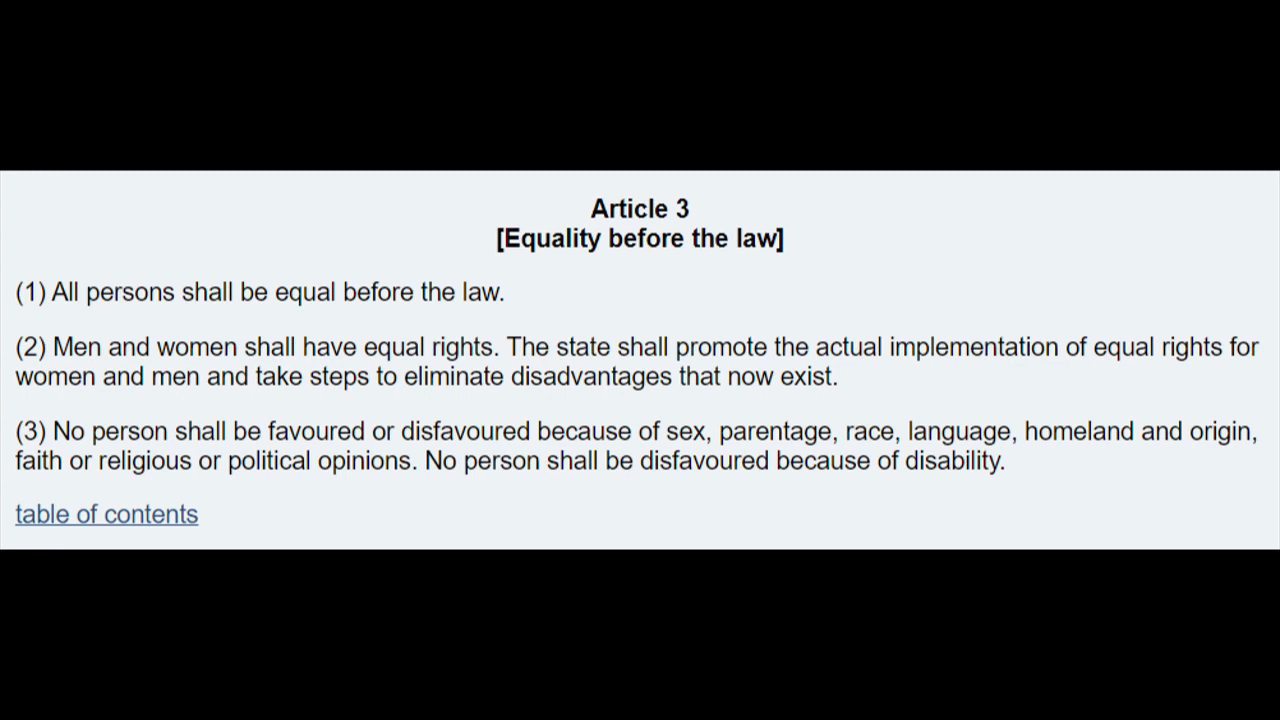 Article 3
[Equality before the law]
(1) All persons shall be equal before the law.
(2) Men and women shall have equal rights. The state shall promote the actual implementation of equal rights for
women and men and take steps to eliminate disadvantages that now exist.
(3) No person shall be favoured or disfavoured because of sex, parentage, race, language, homeland and origin,
faith or religious or political opinions. No person shall be disfavoured because of disability.
table of contents